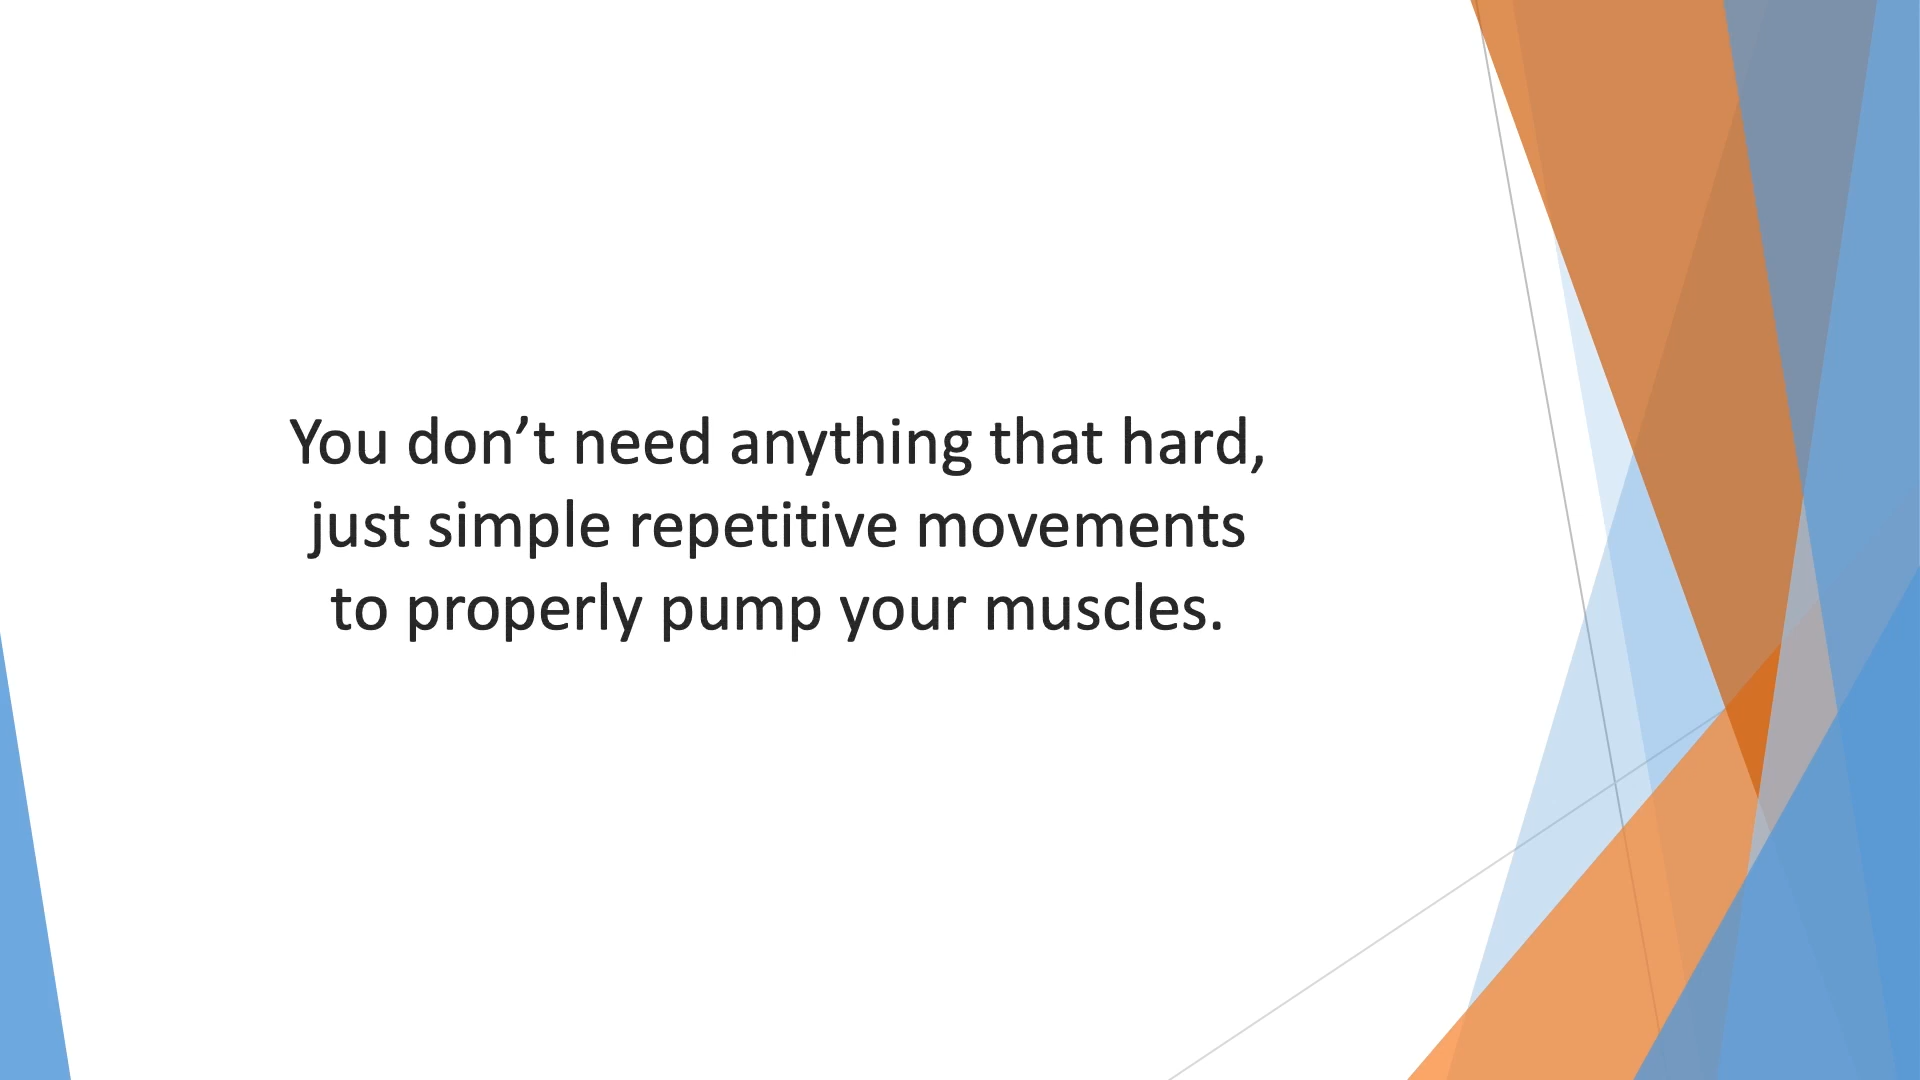 You don’t need anything that hard,
just simple repetitive movements
to properly pump your muscles.